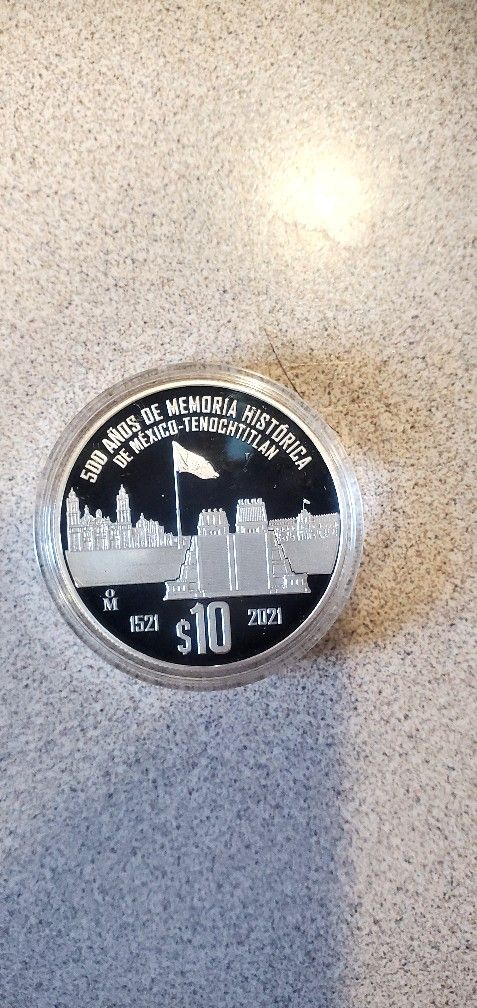 500 AÑOS DE MEMORIA HISTÓRICA
DE MÉXICO-TENOCHTITLAN
o
M
1521 $10 2021